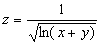 z = 1/√ln( x + y)